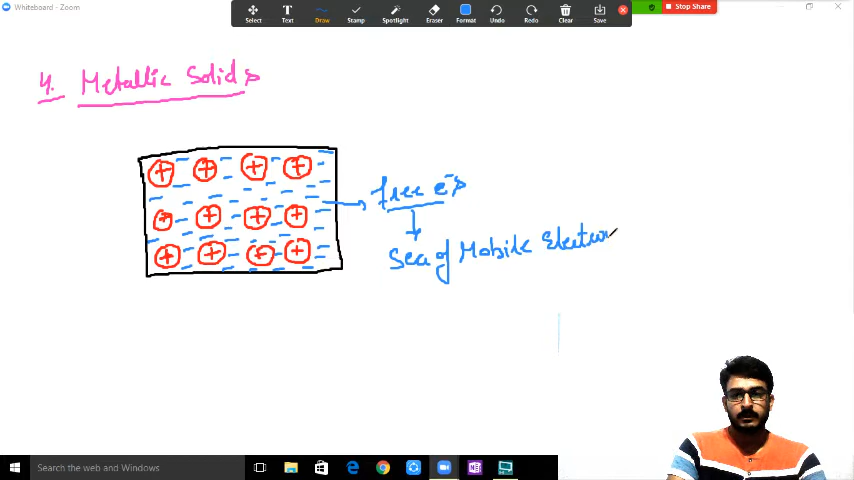 Whiteboard - Zoom
Select Text Draw Stamp Spotlight Eraser Format Undo Redo Clear Save
Stop Share
4. Metallic Solids
+ + + +
free e⁻s
+ + + +
Sea of Mobile Electron
+ + + +
Search the web and Windows